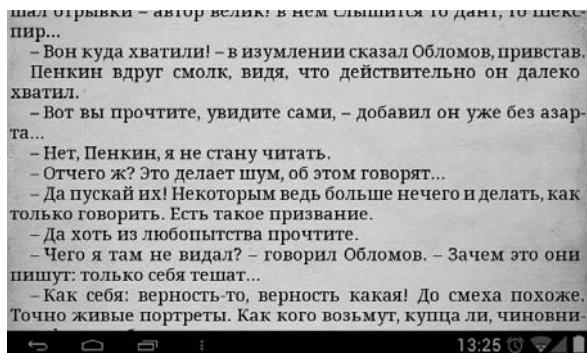 шал отрывки – автор велик! в нем слышится то Дант, то Шекс-
пир...
– Вон куда хватили! – в изумлении сказал Обломов, привстав.
Пенкин вдруг смолк, видя, что действительно он далеко
хватил.
– Вот вы прочтите, увидите сами, – добавил он уже без азар-
та...
– Нет, Пенкин, я не стану читать.
– Отчего ж? Это делает шум, об этом говорят...
– Да пускай их! Некоторым ведь больше нечего и делать, как
только говорить. Есть такое призвание.
– Да хоть из любопытства прочтите.
– Чего я там не видал? – говорил Обломов. – Зачем это они
пишут: только себя тешат...
– Как себя: верность-то, верность какая! До смеха похоже.
Точно живые портреты. Как кого возьмут, купца ли, чиновни-
13:25